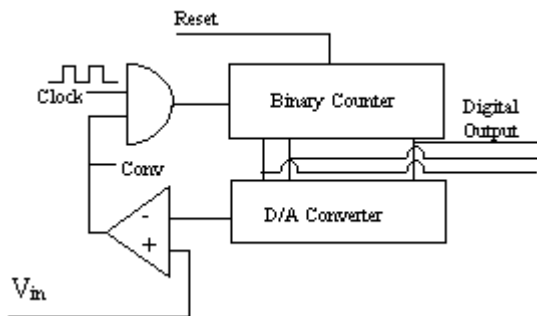 Reset
Clock
Binary Counter
Digital
Output
Conv
D/A Converter
-
+
Vin